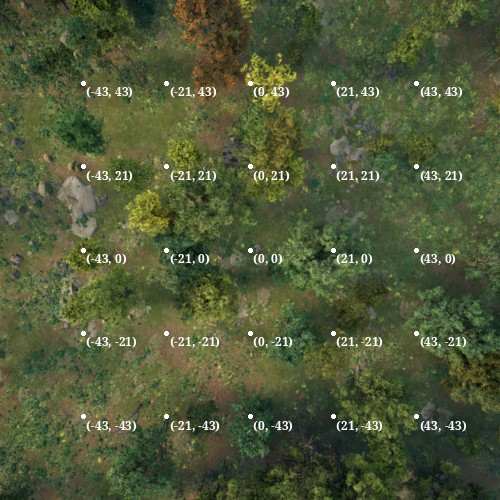 (-43, 43) (-21, 43) (0, 43) (21, 43) (43, 43)
(-43, 21) (-21, 21) (0, 21) (21, 21) (43, 21)
(-43, 0) (-21, 0) (0, 0) (21, 0) (43, 0)
(-43, -21) (-21, -21) (0, -21) (21, -21) (43, -21)
(-43, -43) (-21, -43) (0, -43) (21, -43) (43, -43)